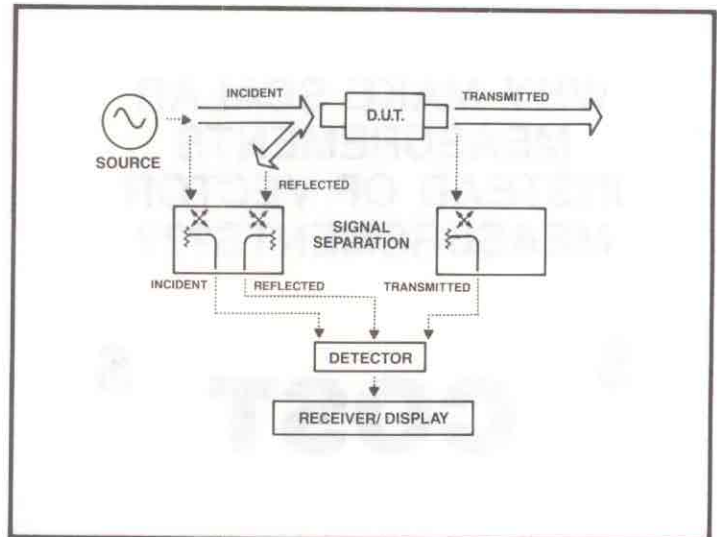 INCIDENT
TRANSMITTED
D.U.T.
SOURCE
REFLECTED
SIGNAL
SEPARATION
INCIDENT
REFLECTED
TRANSMITTED
DETECTOR
RECEIVER/ DISPLAY